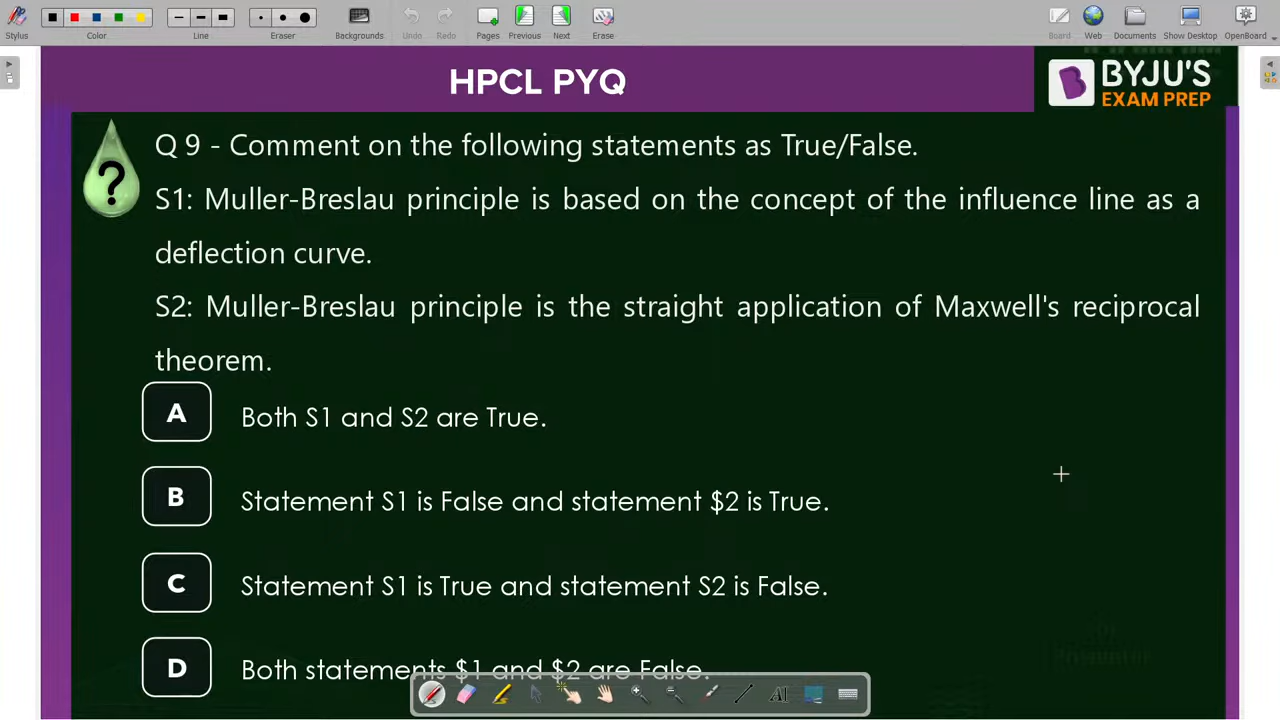 Stylus
Color
Line
Eraser
Backgrounds
Undo
Redo
Pages
Previous
Next
Erase
Board
Web
Documents
Show Desktop
OpenBoard
HPCL PYQ
BYJU'S
EXAM PREP
?
Q 9 - Comment on the following statements as True/False.
S1: Muller-Breslau principle is based on the concept of the influence line as a
deflection curve.
S2: Muller-Breslau principle is the straight application of Maxwell's reciprocal
theorem.
A Both S1 and S2 are True.
B Statement S1 is False and statement $2 is True.
C Statement S1 is True and statement S2 is False.
D Both statements $1 and $2 are False.
AI